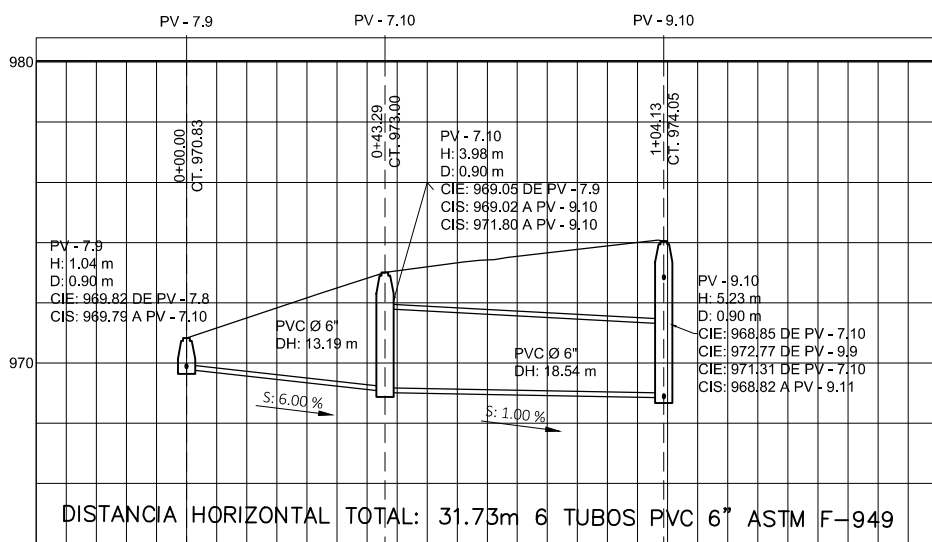 PV - 7.9
PV - 7.10
PV - 9.10
980
0+00.00
CT. 970.83
0+43.29
CT. 973.00
1+04.13
CT. 974.05
PV - 7.10
H: 3.98 m
D: 0.90 m
CIE: 969.05 DE PV - 7.9
CIS: 969.02 A PV - 9.10
CIS: 971.80 A PV - 9.10
PV - 7.9
H: 1.04 m
D: 0.90 m
CIE: 969.82 DE PV - 7.8
CIS: 969.79 A PV - 7.10
PV - 9.10
H: 5.23 m
D: 0.90 m
CIE: 968.85 DE PV - 7.10
CIE: 972.77 DE PV - 9.9
CIE: 971.31 DE PV - 7.10
CIS: 968.82 A PV - 9.11
PVC Ø 6"
DH: 13.19 m
PVC Ø 6"
DH: 18.54 m
970
S: 6.00 %
S: 1.00 %
DISTANCIA HORIZONTAL TOTAL: 31.73m 6 TUBOS PVC 6" ASTM F-949